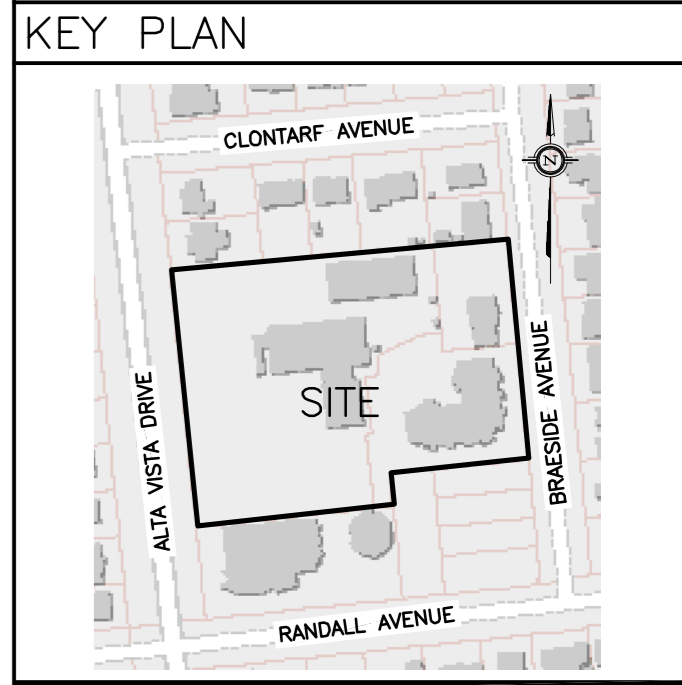 KEY PLAN
CLONTARF AVENUE
N
SITE
ALTA VISTA DRIVE
BRAESIDE AVENUE
RANDALL AVENUE